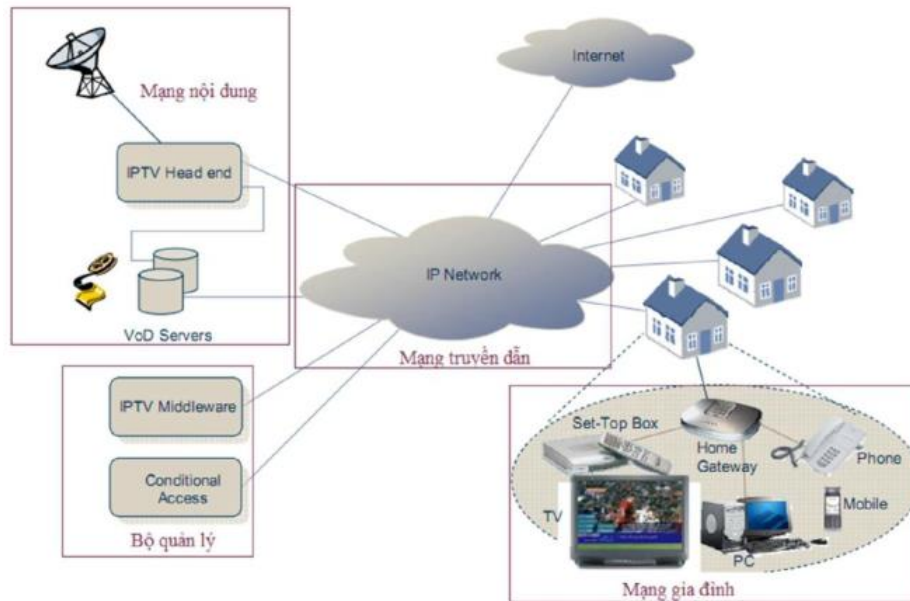 Mạng nội dung
IPTV Head end
VoD Servers
Internet
IP Network
Mạng truyền dẫn
IPTV Middleware
Conditional
Access
Bộ quản lý
Set-Top Box
Home
Gateway
Phone
TV
Mobile
PC
Mạng gia đình